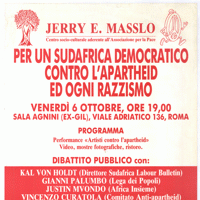 JERRY E. MASSLO
Centro socio-culturale aderente all'Associazione per la Pace
PER UN SUDAFRICA DEMOCRATICO
CONTRO L'APARTHEID
ED OGNI RAZZISMO
VENERDÌ 6 OTTOBRE, ORE 19,00
SALA AGNINI (EX-GIL), VIALE ADRIATICO 136, ROMA
PROGRAMMA
Performance «Artisti contro l'apartheid»
Video, mostre fotografiche, ristoro.
DIBATTITO PUBBLICO con:
KAL VON HOLDT (Direttore Sudafrica Labour Bulletin)
GIANNI PALUMBO (Lega dei Popoli)
JUSTIN MVONDO (Africa Insieme)
VINCENZO CURATOLA (Comitato Anti-apartheid)